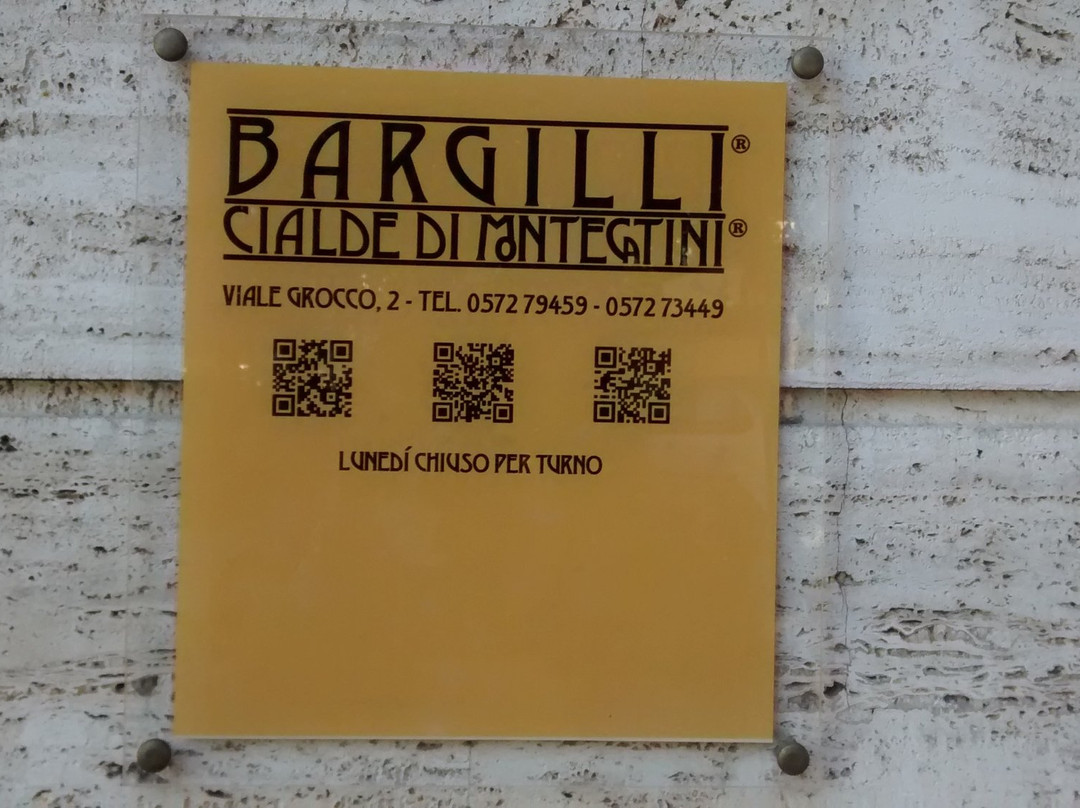 BARGILLI®
CIALDE DI MONTECATINI®
VIALE GROCCO, 2 - TEL. 0572 79459 - 0572 73449
LUNEDÍ CHIUSO PER TURNO